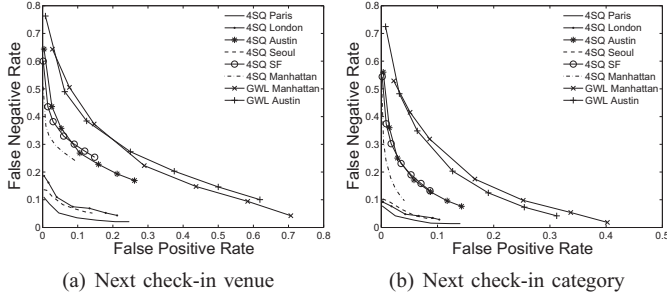 False Negative Rate
0.8
0.7
0.6
0.5
0.4
0.3
0.2
0.1
0
0
0.1
0.2
0.3
0.4
0.5
0.6
0.7
0.8
False Positive Rate
4SQ Paris
4SQ London
4SQ Austin
4SQ Seoul
4SQ SF
4SQ Manhattan
GWL Manhattan
GWL Austin
(a) Next check-in venue
False Negative Rate
0.8
0.7
0.6
0.5
0.4
0.3
0.2
0.1
0
0
0.1
0.2
0.3
0.4
0.5
False Positive Rate
4SQ Paris
4SQ London
4SQ Austin
4SQ Seoul
4SQ SF
4SQ Manhattan
GWL Manhattan
GWL Austin
(b) Next check-in category